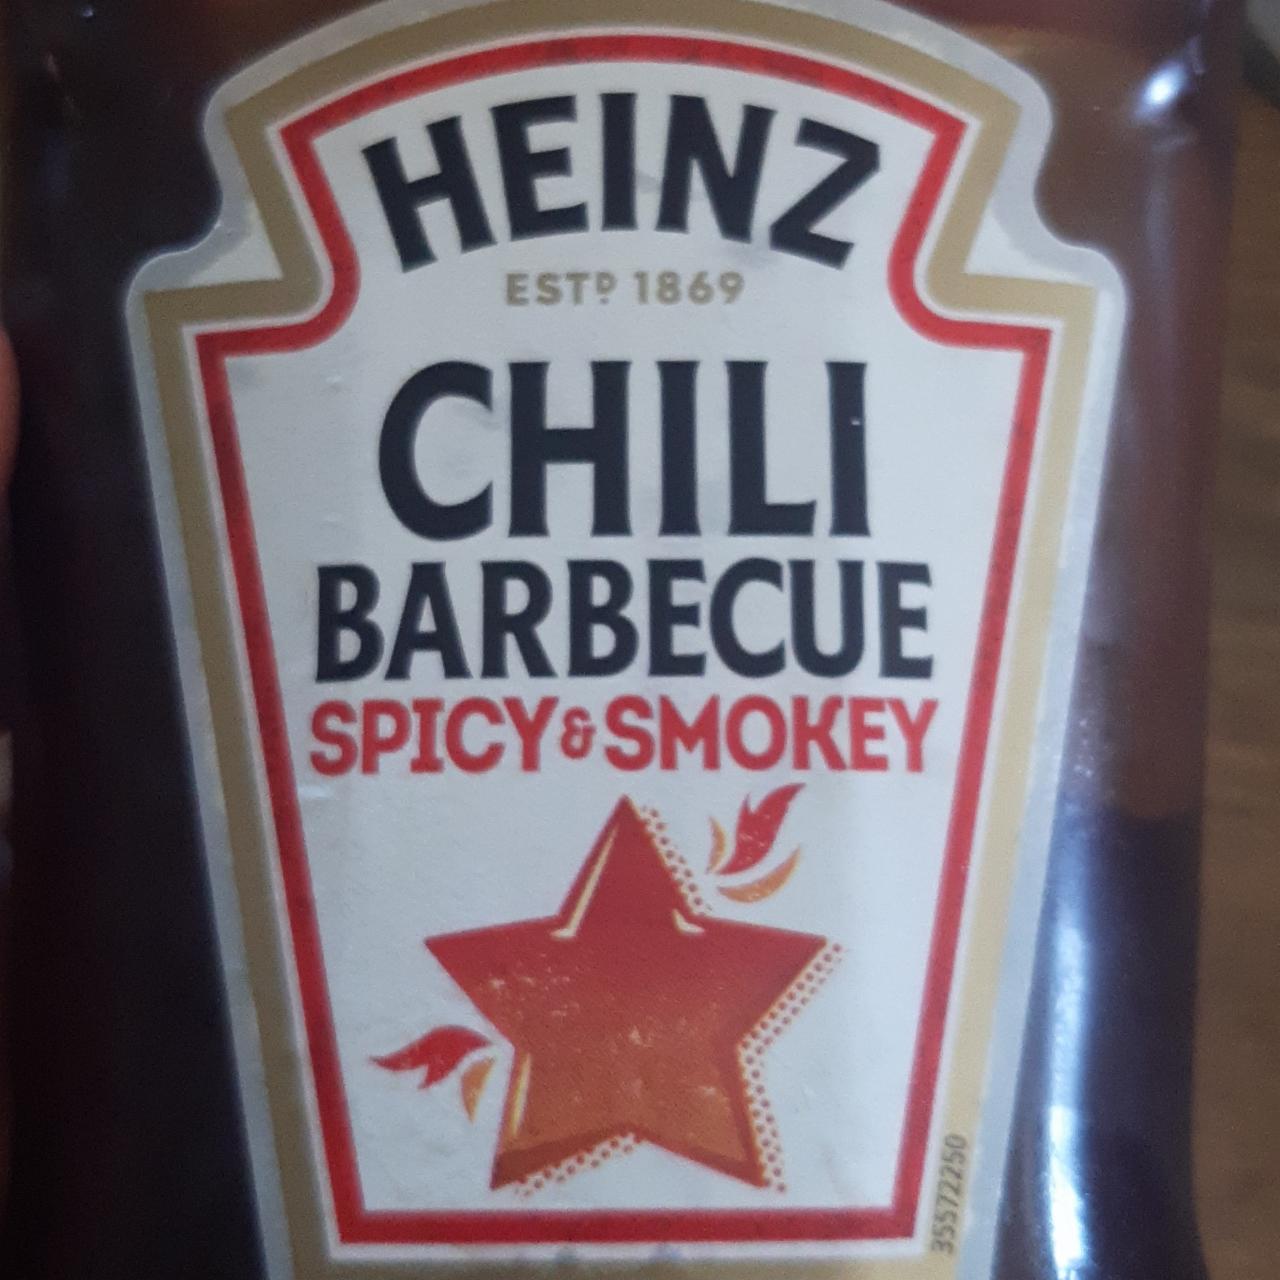 HEINZ
ESTD 1869
CHILI
BARBECUE
SPICY & SMOKEY
35572250